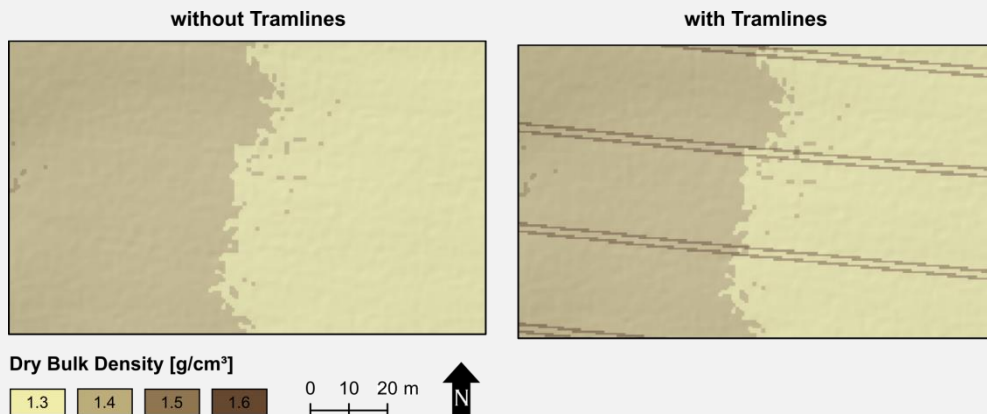 without Tramlines
with Tramlines
Dry Bulk Density [g/cm³]
1.3 1.4 1.5 1.6
0 10 20 m
N